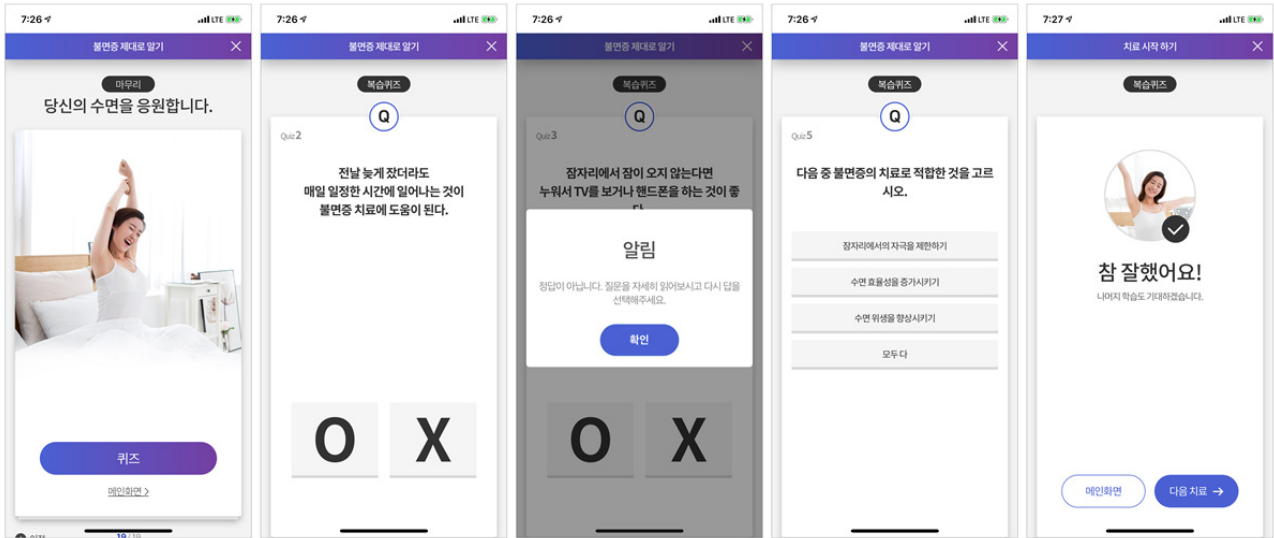 7:26
LTE
불면증 제대로 알기
마무리
당신의 수면을 응원합니다.
퀴즈
메인화면 >
19 / 19
7:26
LTE
불면증 제대로 알기
복습퀴즈
Q
Quiz 2
전날 늦게 잤더라도
매일 일정한 시간에 일어나는 것이
불면증 치료에 도움이 된다.
O X
7:26
LTE
불면증 제대로 알기
복습퀴즈
Q
Quiz 3
잠자리에서 잠이 오지 않는다면
누워서 TV를 보거나 핸드폰을 하는 것이 좋
알림
정답이 아닙니다. 질문을 자세히 읽어보시고 다시 답을
선택해주세요.
확인
O X
7:26
LTE
불면증 제대로 알기
복습퀴즈
Q
Quiz 5
다음 중 불면증의 치료로 적합한 것을 고르
시오.
잠자리에서의 자극을 제한하기
수면 효율성을 증가시키기
수면 위생을 향상시키기
모두 다
7:27
LTE
치료 시작 하기
복습퀴즈
참 잘했어요!
나머지 학습도 기대하겠습니다.
메인화면
다음 치료 →